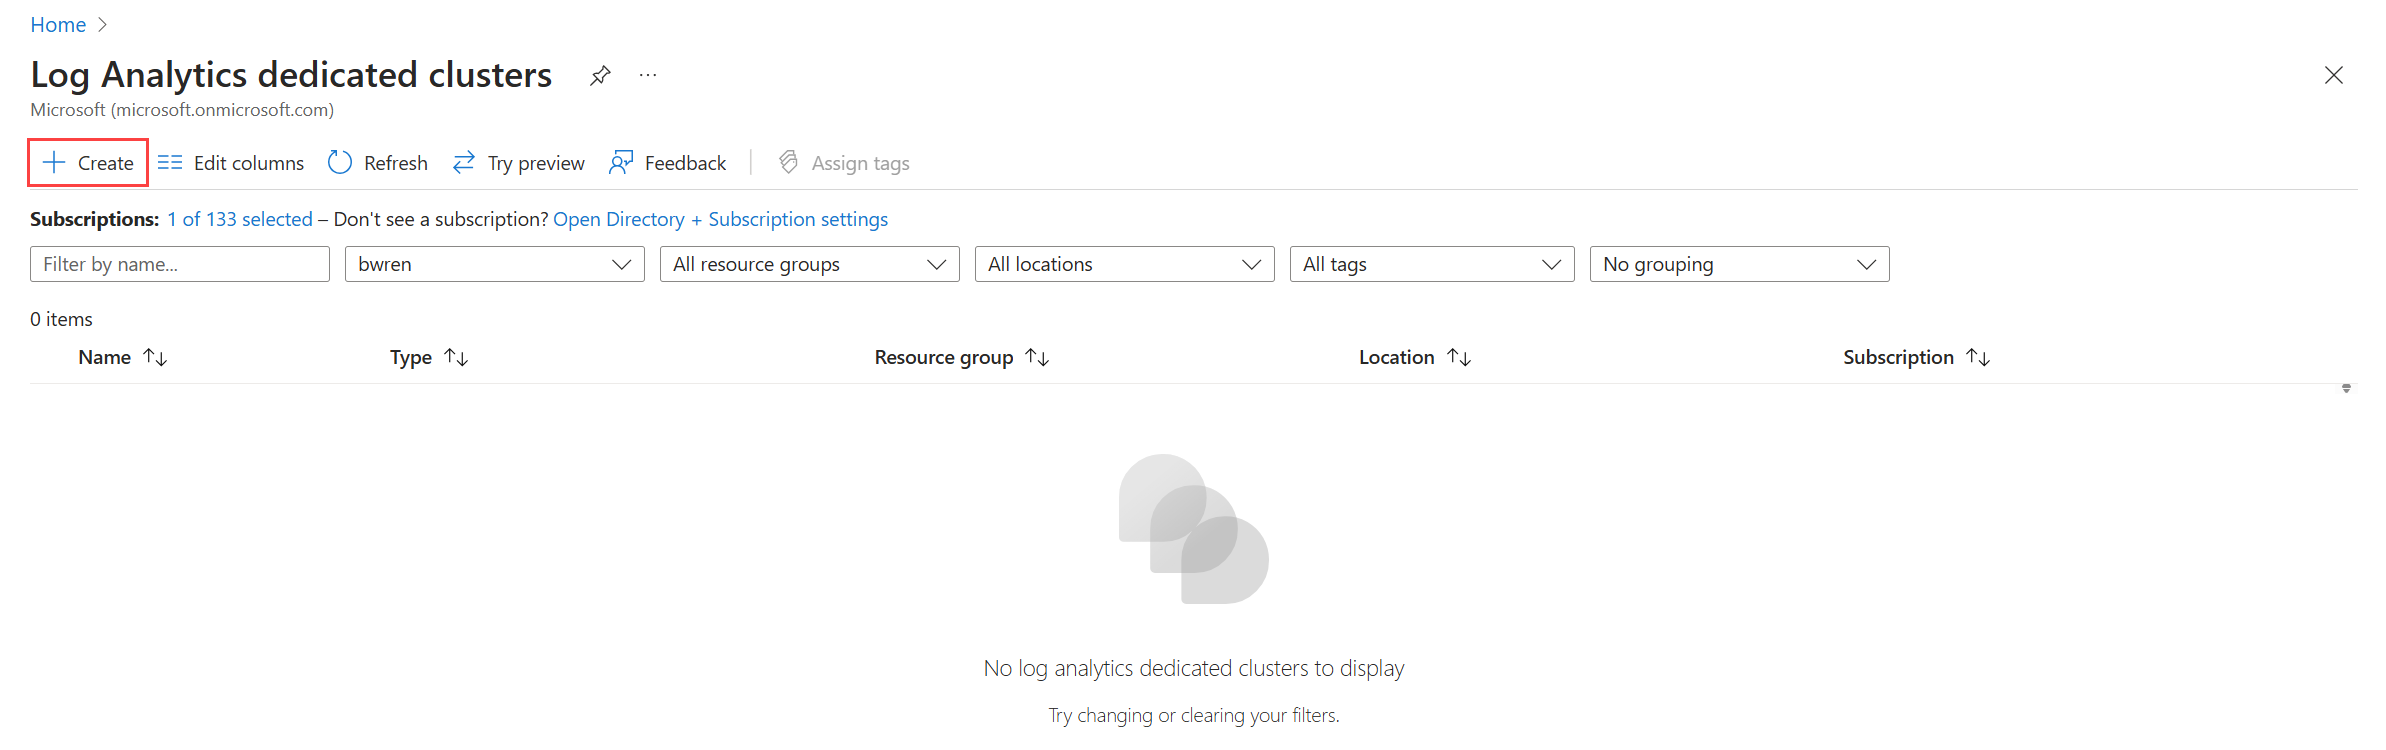 Home
Log Analytics dedicated clusters ...
Microsoft (microsoft.onmicrosoft.com)
Create Edit columns Refresh Try preview Feedback Assign tags
Subscriptions: 1 of 133 selected – Don't see a subscription? Open Directory + Subscription settings
Filter by name... bwren All resource groups All locations All tags No grouping
0 items
Name Type Resource group Location Subscription
No log analytics dedicated clusters to display
Try changing or clearing your filters.